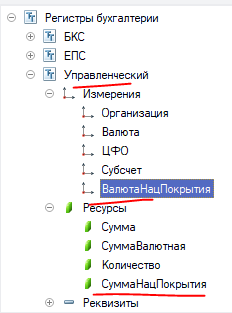 Регистры бухгалтерии
БКС
ЕПС
Управленческий
Измерения
Организация
Валюта
ЦФО
Субсчет
ВалютаНацПокрытия
Ресурсы
Сумма
СуммаВалютная
Количество
СуммаНацПокрытия
Реквизиты